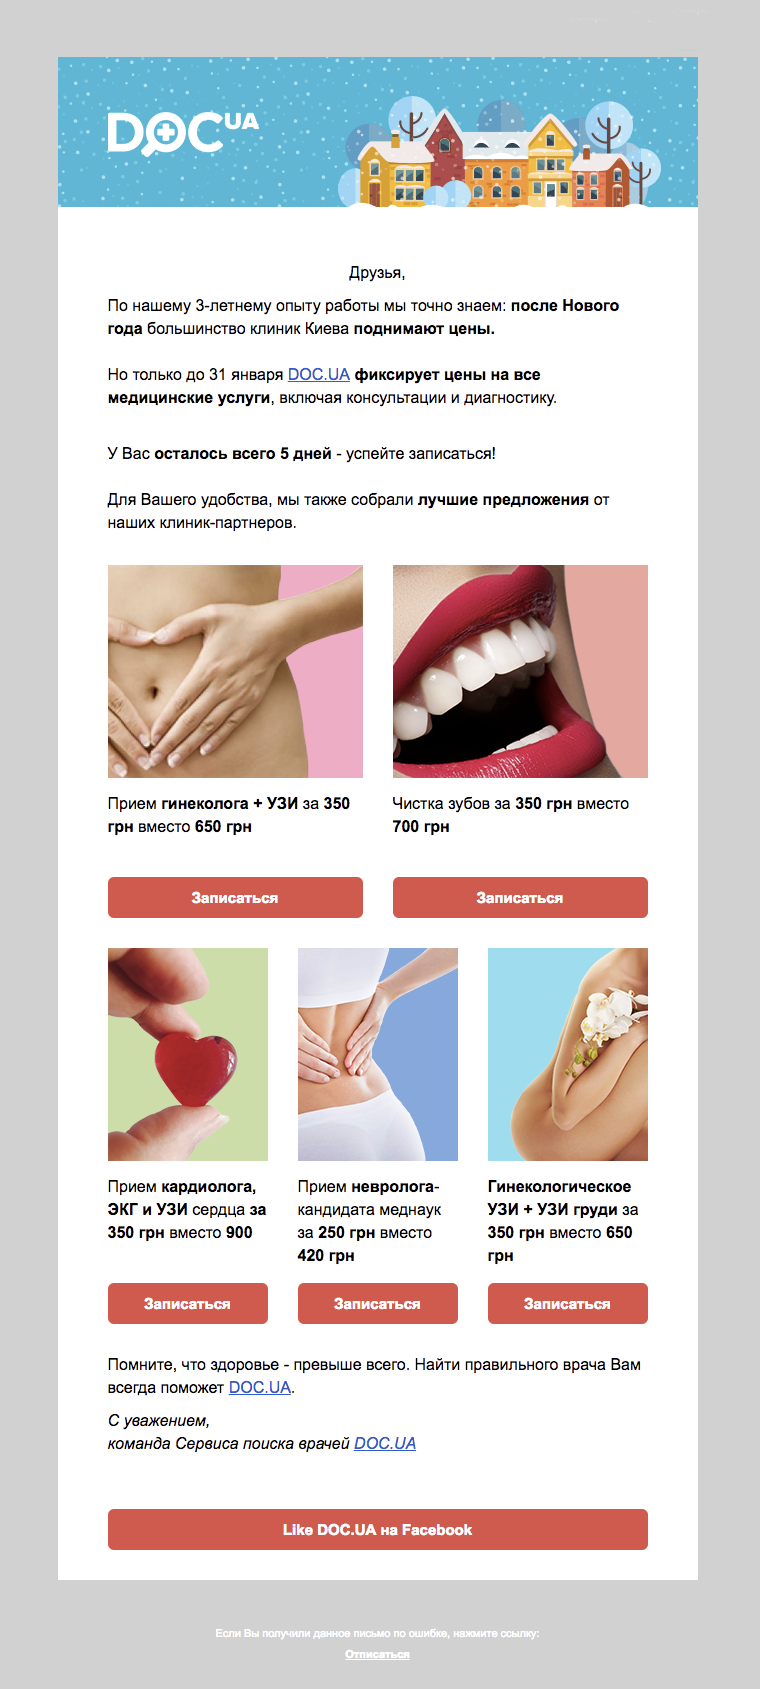 DOC UA
Друзья,
По нашему 3-летнему опыту работы мы точно знаем: после Нового
года большинство клиник Киева поднимают цены.
Но только до 31 января DOC.UA фиксирует цены на все
медицинские услуги, включая консультации и диагностику.
У Вас осталось всего 5 дней - успейте записаться!
Для Вашего удобства, мы также собрали лучшие предложения от
наших клиник-партнеров.
Прием гинеколога + УЗИ за 350
грн вместо 650 грн
Записаться
Чистка зубов за 350 грн вместо
700 грн
Записаться
Прием кардиолога,
ЭКГ и УЗИ сердца за
350 грн вместо 900
Записаться
Прием невролога-
кандидата меднаук
за 250 грн вместо
420 грн
Записаться
Гинекологическое
УЗИ + УЗИ груди за
350 грн вместо 650
грн
Записаться
Помните, что здоровье - превыше всего. Найти правильного врача Вам
всегда поможет DOC.UA.
С уважением,
команда Сервиса поиска врачей DOC.UA
Like DOC.UA на Facebook
Если Вы получили данное письмо по ошибке, нажмите ссылку:
Отписаться